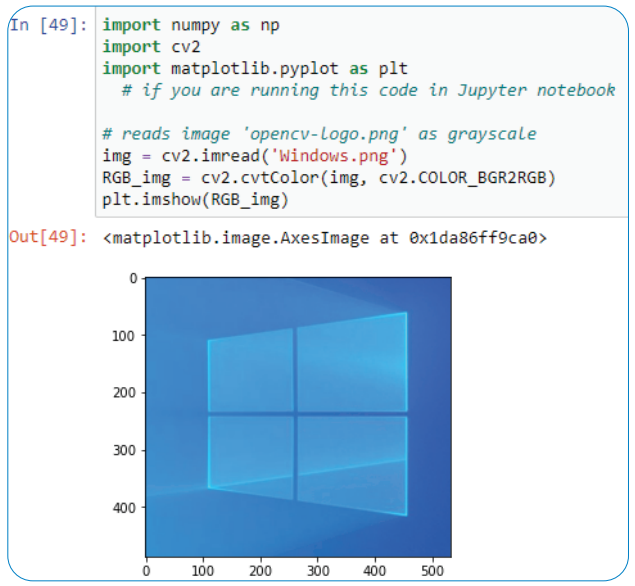 In [49]: import numpy as np
import cv2
import matplotlib.pyplot as plt
# if you are running this code in Jupyter notebook
# reads image 'opencv-logo.png' as grayscale
img = cv2.imread('Windows.png')
RGB_img = cv2.cvtColor(img, cv2.COLOR_BGR2RGB)
plt.imshow(RGB_img)
Out[49]: <matplotlib.image.AxesImage at 0x1da86ff9ca0>
0
100
200
300
400
0 100 200 300 400 500